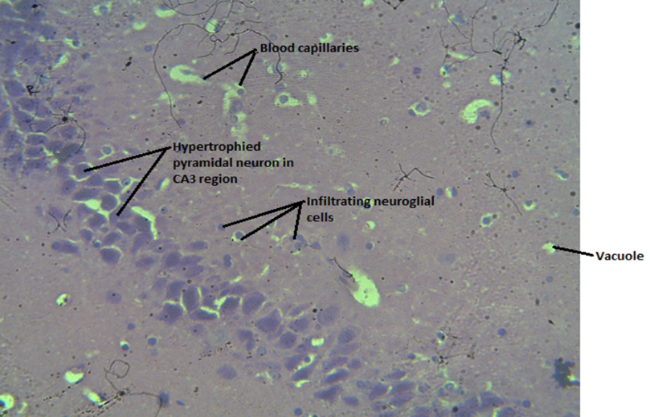 Blood capillaries
Hypertrophied
pyramidal neuron in
CA3 region
Infiltrating neuroglial
cells
Vacuole